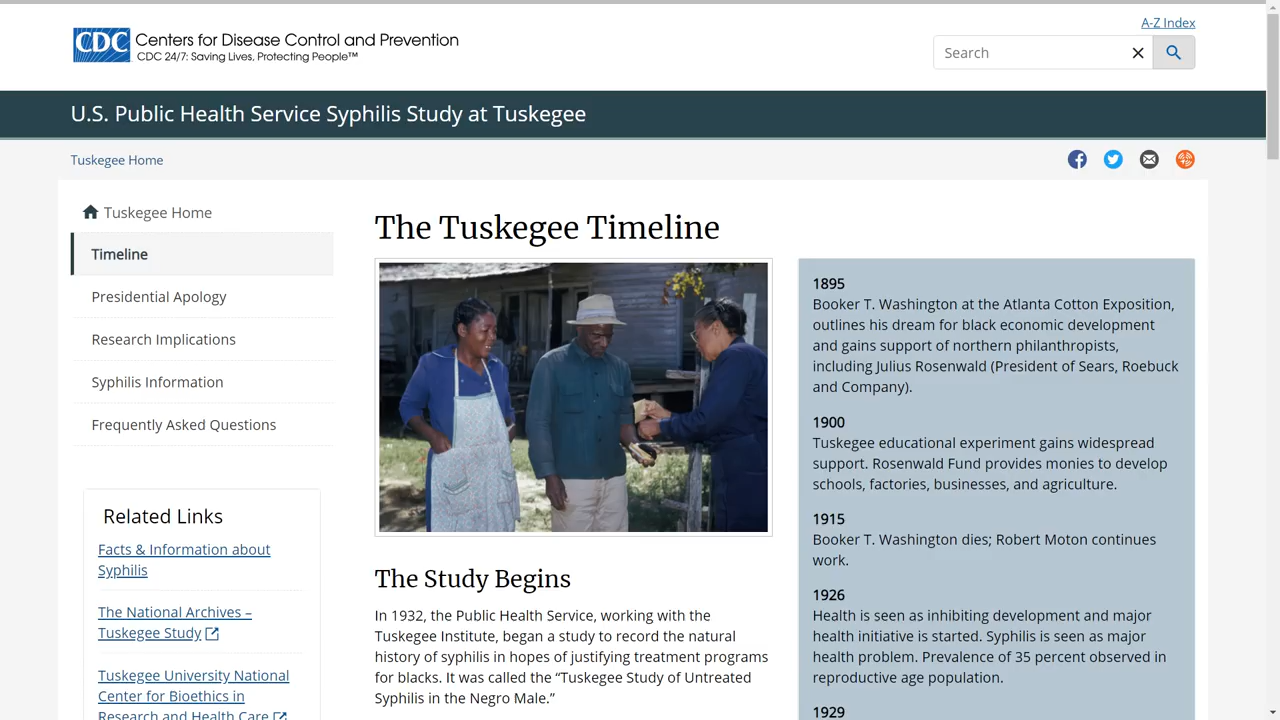 A-Z Index
CDC Centers for Disease Control and Prevention
CDC 24/7: Saving Lives, Protecting People™
Search
U.S. Public Health Service Syphilis Study at Tuskegee
Tuskegee Home
Tuskegee Home
Timeline
Presidential Apology
Research Implications
Syphilis Information
Frequently Asked Questions
Related Links
Facts & Information about
Syphilis
The National Archives –
Tuskegee Study
Tuskegee University National
Center for Bioethics in
Research and Health Care
The Tuskegee Timeline
The Study Begins
In 1932, the Public Health Service, working with the
Tuskegee Institute, began a study to record the natural
history of syphilis in hopes of justifying treatment programs
for blacks. It was called the “Tuskegee Study of Untreated
Syphilis in the Negro Male.”
1895
Booker T. Washington at the Atlanta Cotton Exposition,
outlines his dream for black economic development
and gains support of northern philanthropists,
including Julius Rosenwald (President of Sears, Roebuck
and Company).
1900
Tuskegee educational experiment gains widespread
support. Rosenwald Fund provides monies to develop
schools, factories, businesses, and agriculture.
1915
Booker T. Washington dies; Robert Moton continues
work.
1926
Health is seen as inhibiting development and major
health initiative is started. Syphilis is seen as major
health problem. Prevalence of 35 percent observed in
reproductive age population.
1929